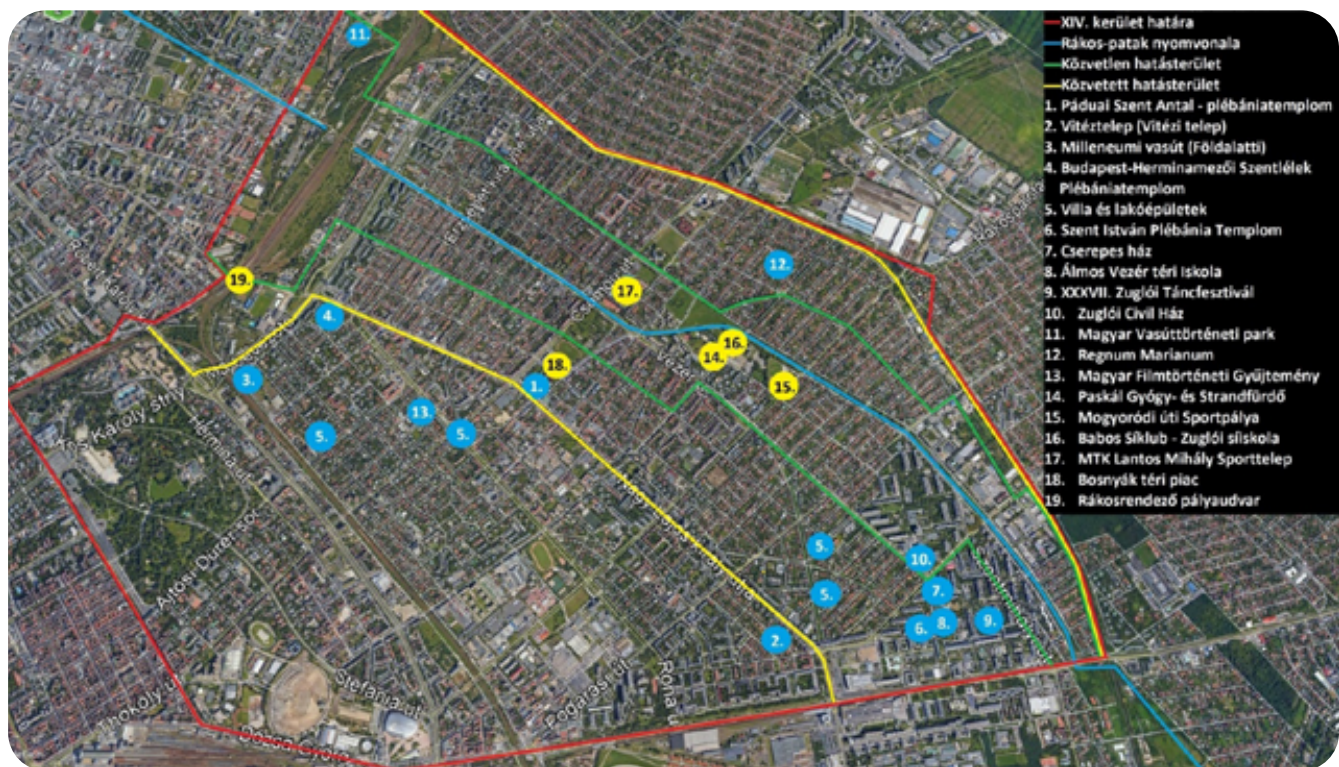 XIV. kerület határa
Rákos-patak nyomvonala
Közvetlen hatásterület
Közvetett hatásterület
1. Páduai Szent Antal - plébániatemplom
2. Vitéztelep (Vitézi telep)
3. Milleneumi vasút (Földalatti)
4. Budapest-Herminamezői Szentlélek
Plébániatemplom
5. Villa és lakóépületek
6. Szent István Plébánia Templom
7. Cserepes ház
8. Álmos Vezér téri Iskola
9. XXXVII. Zuglói Táncfesztivál
10. Zuglói Civil Ház
11. Magyar Vasúttörténeti park
12. Regnum Marianum
13. Magyar Filmtörténeti Gyűjtemény
14. Paskál Gyógy- és Strandfürdő
15. Mogyoródi úti Sportpálya
16. Babos Síklub - Zuglói síiskola
17. MTK Lantos Mihály Sporttelep
18. Bosnyák téri piac
19. Rákosrendező pályaudvar
11.
12.
19.
17.
4.
16.
14.
18.
15.
3.
1.
13.
5.
5.
5.
10.
7.
5.
9.
8.
6.
2.
Hermina út
Stefánia út
Fogarasi út
Róna u
Thököly út